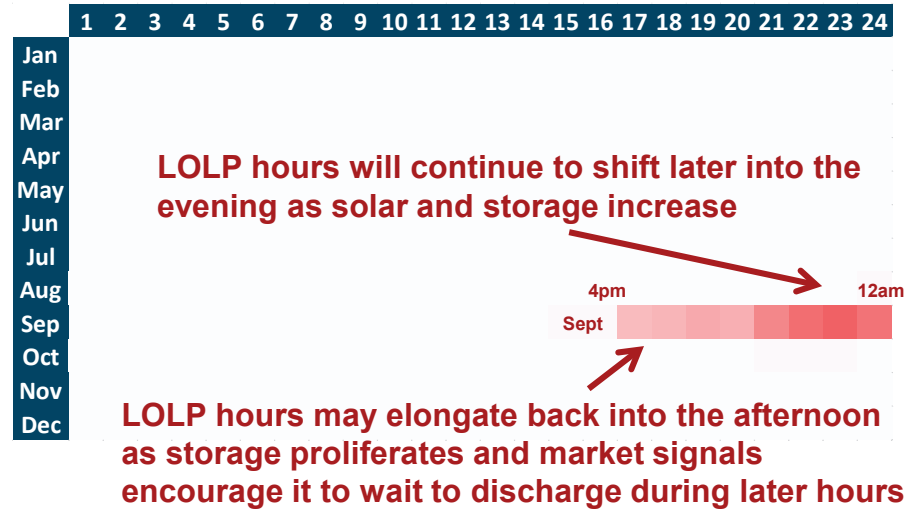 1 2 3 4 5 6 7 8 9 10 11 12 13 14 15 16 17 18 19 20 21 22 23 24
Jan
Feb
Mar
Apr
May
Jun
Jul
Aug
Sep
Oct
Nov
Dec
LOLP hours will continue to shift later into the
evening as solar and storage increase
4pm 12am
Sept
LOLP hours may elongate back into the afternoon
as storage proliferates and market signals
encourage it to wait to discharge during later hours